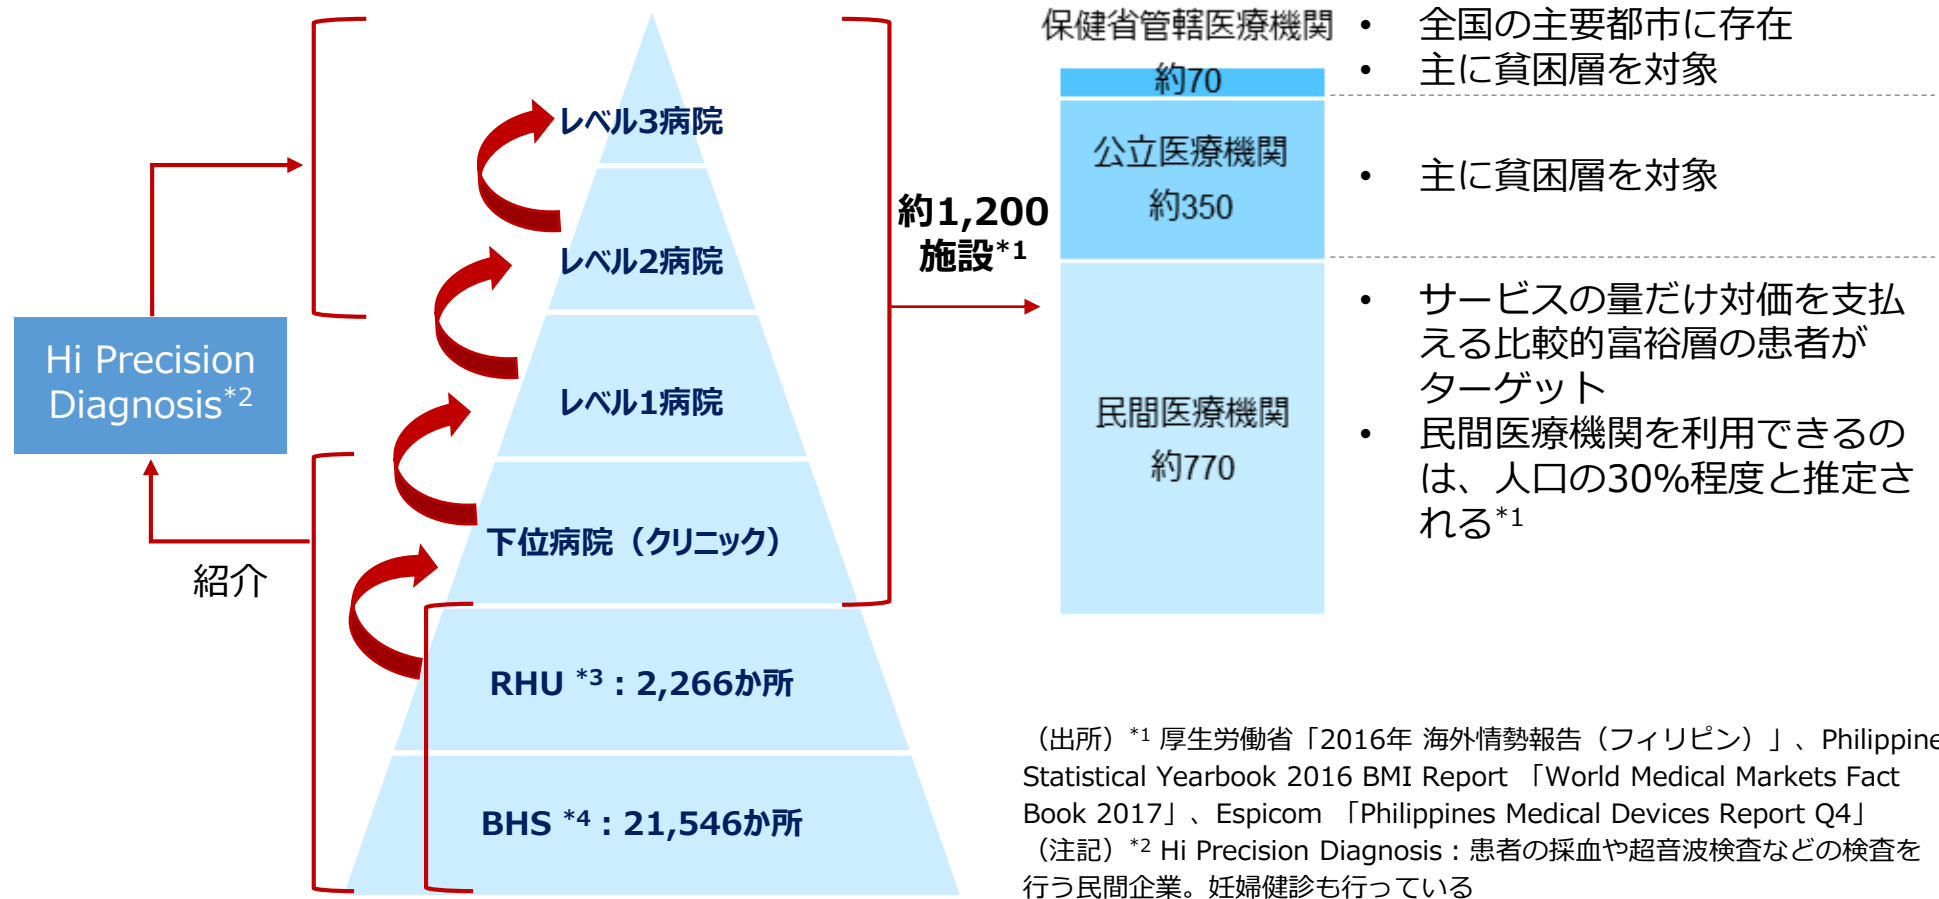 保健省管轄医療機関
約70
• 全国の主要都市に存在
• 主に貧困層を対象
公立医療機関
約350
• 主に貧困層を対象
民間医療機関
約770
• サービスの量だけ対価を支払
える比較的富裕層の患者が
ターゲット
• 民間医療機関を利用できるの
は、人口の30%程度と推定さ
れる*1
約1,200
施設*1
レベル3病院
レベル2病院
レベル1病院
下位病院（クリニック）
RHU *3：2,266か所
BHS *4：21,546か所
Hi Precision
Diagnosis*2
紹介
（出所）*1 厚生労働省「2016年 海外情勢報告（フィリピン）」、Philippine
Statistical Yearbook 2016 BMI Report 「World Medical Markets Fact
Book 2017」、Espicom 「Philippines Medical Devices Report Q4」
（注記）*2 Hi Precision Diagnosis：患者の採血や超音波検査などの検査を
行う民間企業。妊婦健診も行っている